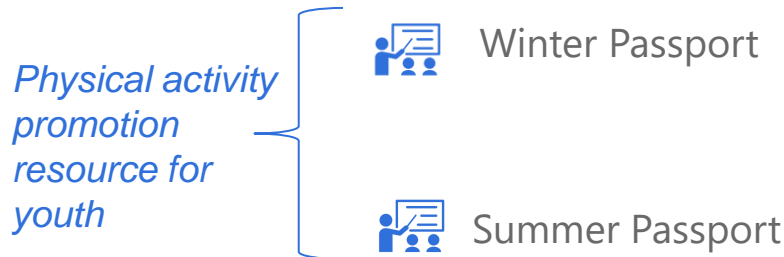 Physical activity
promotion
resource for
youth
Winter Passport
Summer Passport